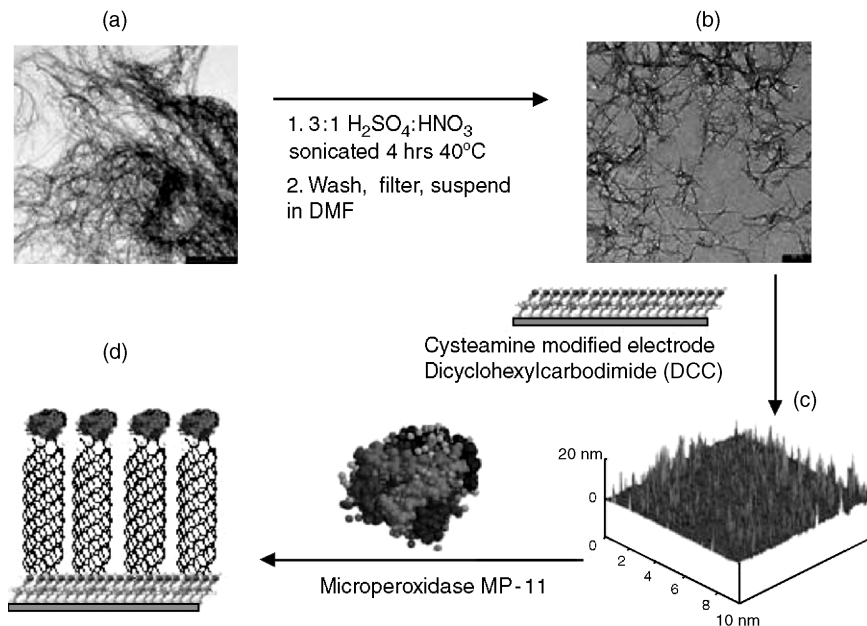 (a)
(b)
1. 3:1 H₂SO₄:HNO₃
sonicated 4 hrs 40°C
2. Wash, filter, suspend
in DMF
Cysteamine modified electrode
Dicyclohexylcarbodimide (DCC)
(d)
(c)
20 nm
0
0
2
4
6
8
10 nm
Microperoxidase MP-11